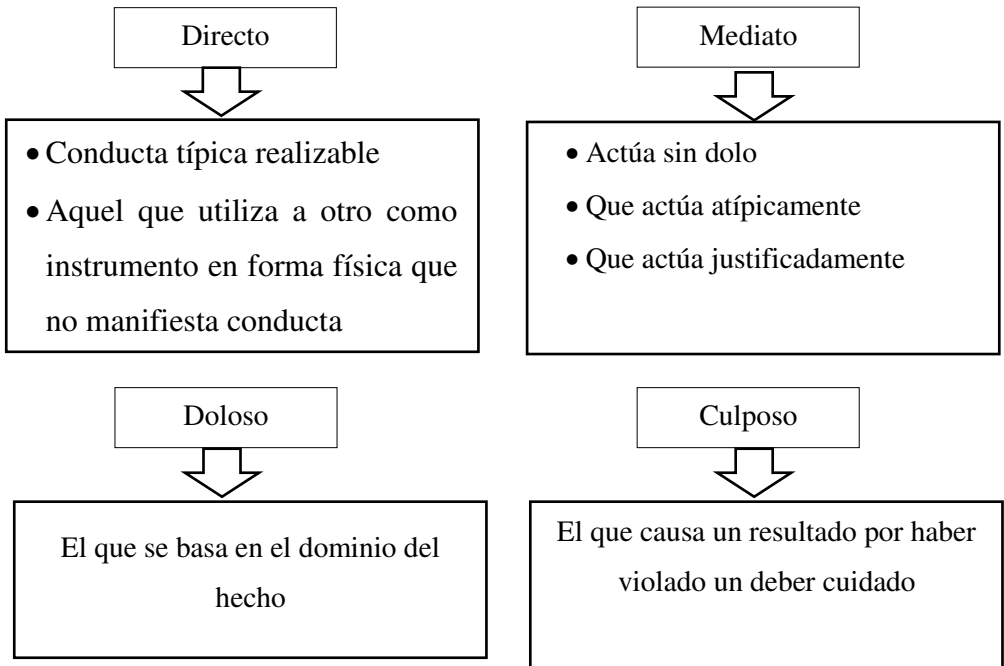 Directo
• Conducta típica realizable
• Aquel que utiliza a otro como
instrumento en forma física que
no manifiesta conducta
Mediato
• Actúa sin dolo
• Que actúa atípicamente
• Que actúa justificadamente
Doloso
El que se basa en el dominio del
hecho
Culposo
El que causa un resultado por haber
violado un deber cuidado